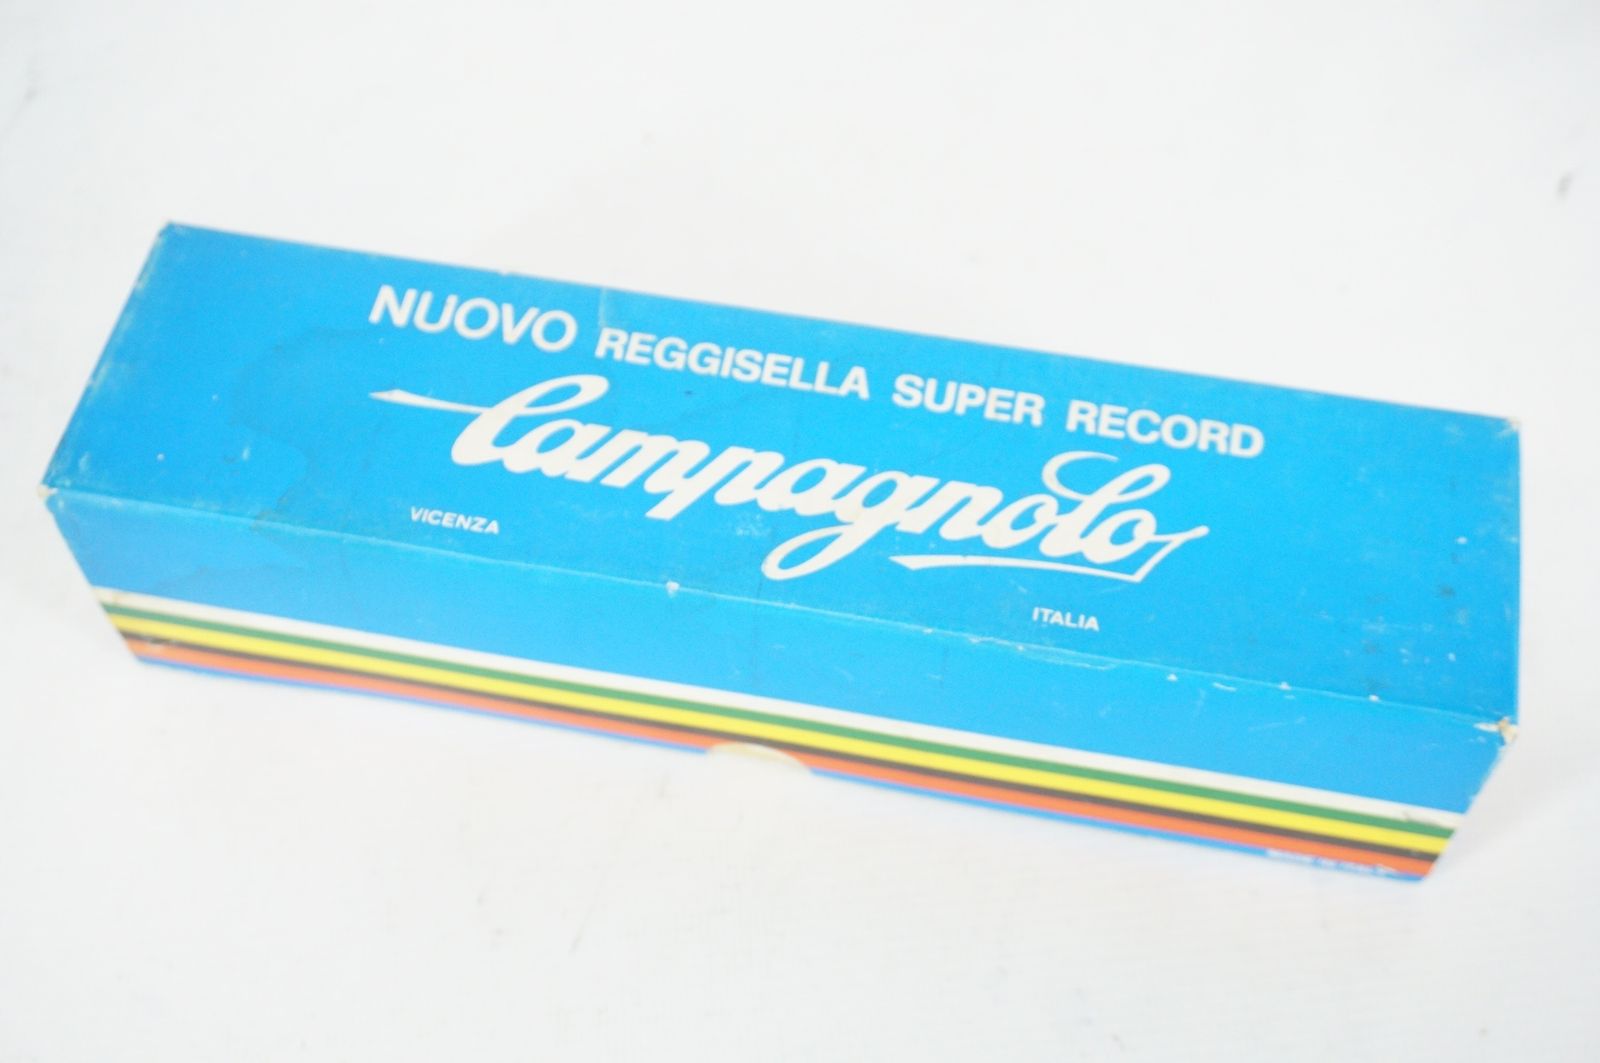 NUOVO REGGISELLA SUPER RECORD
Campagnolo
VICENZA
ITALIA